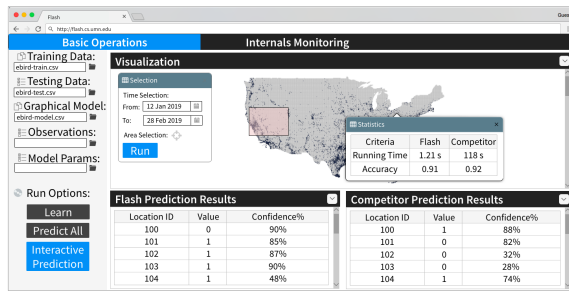 Flash
Gues
http://flash.cs.umn.edu
Basic Operations
Internals Monitoring
Training Data:
ebird-train.csv
Testing Data:
ebird-test.csv
Graphical Model:
ebird-model.csv
Observations:
Model Params:
Run Options:
Learn
Predict All
Interactive
Prediction
Visualization
Selection
Time Selection:
From: 12 Jan 2019
To: 28 Feb 2019
Area Selection:
Run
Statistics
Criteria Flash Competitor
Running Time 1.21 s 118 s
Accuracy 0.91 0.92
Flash Prediction Results
Location ID Value Confidence%
100 0 90%
101 1 85%
102 1 87%
103 1 90%
104 1 48%
Competitor Prediction Results
Location ID Value Confidence%
100 1 88%
101 0 82%
102 0 32%
103 0 28%
104 1 74%